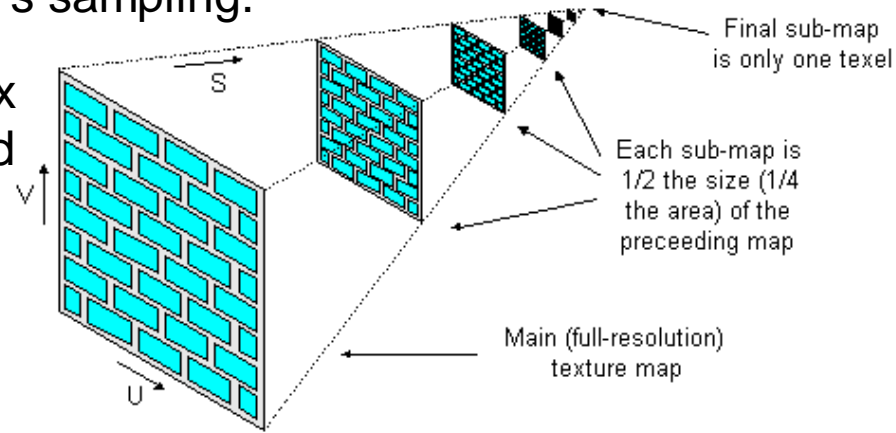 's sampling.
x
d
S
V
U
Final sub-map
is only one texel
Each sub-map is
1/2 the size (1/4
the area) of the
preceeding map
Main (full-resolution)
texture map